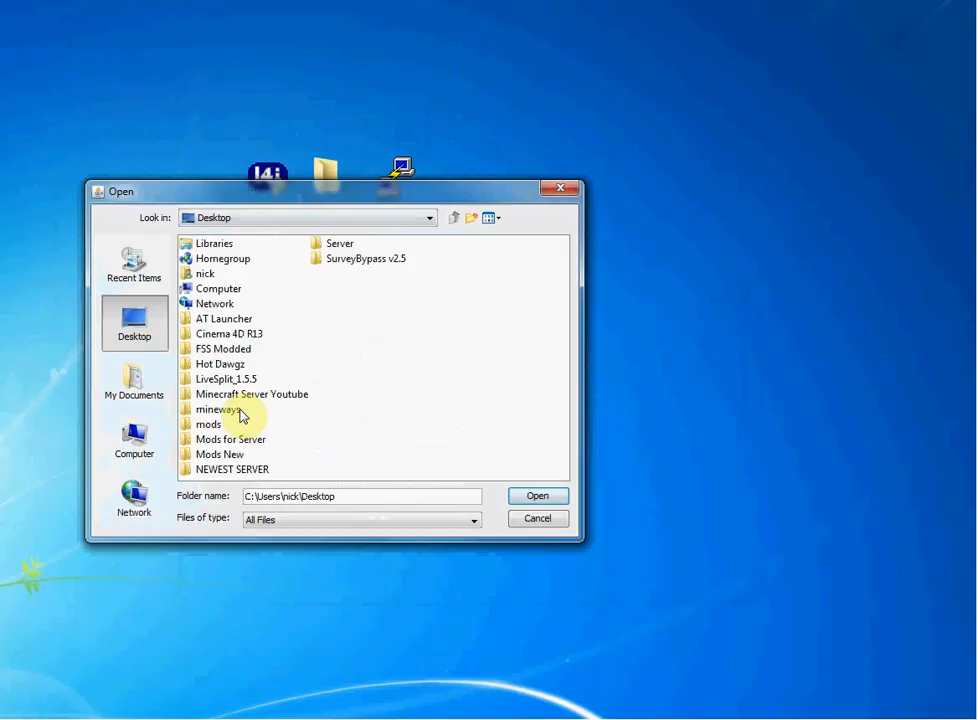 Open
Look in:
Desktop
Recent Items
Desktop
My Documents
Computer
Network
Libraries
Homegroup
nick
Computer
Network
AT Launcher
Cinema 4D R13
FSS Modded
Hot Dawgz
LiveSplit_1.5.5
Minecraft Server Youtube
mineways
mods
Mods for Server
Mods New
NEWEST SERVER
Server
SurveyBypass v2.5
Folder name:
C:\Users\nick\Desktop
Open
Files of type:
All Files
Cancel